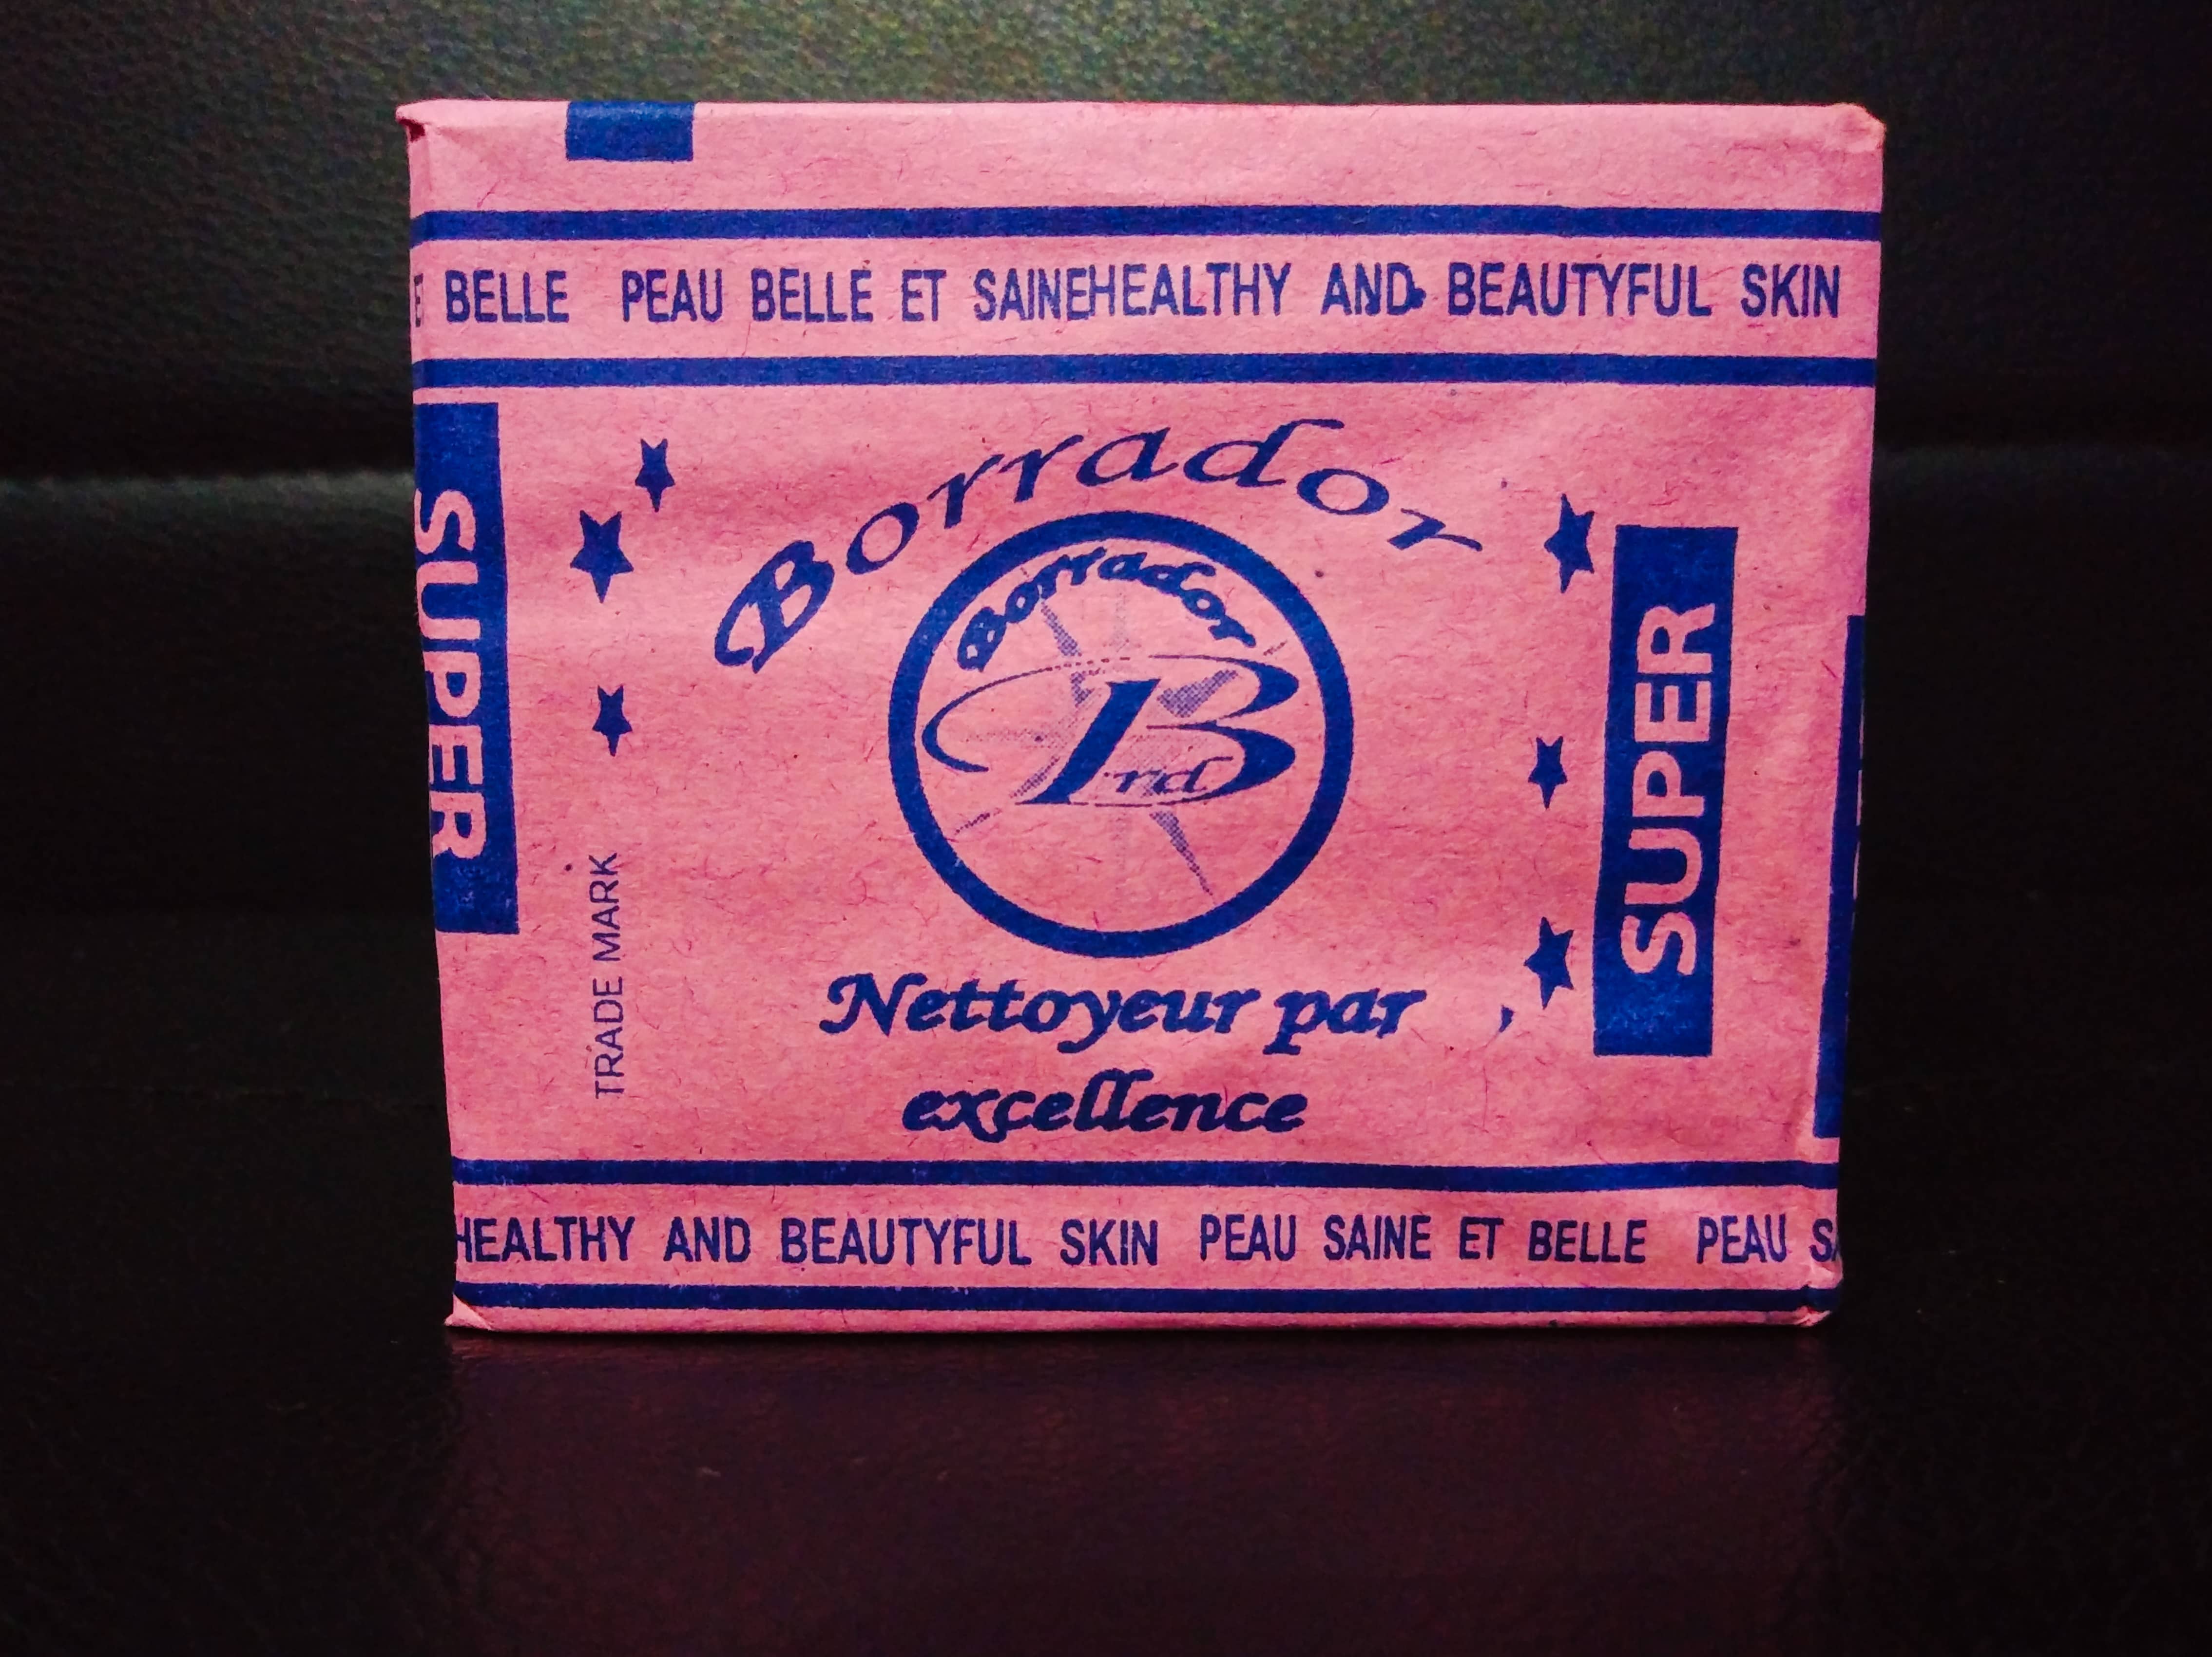 BELLE PEAU BELLE ET SAINEHEALTHY AND BEAUTYFUL SKIN
SUPER
Borrador
Borrador
Brd
SUPER
TRADE MARK
Nettoyeur par
excellence
HEALTHY AND BEAUTYFUL SKIN PEAU SAINE ET BELLE PEAU